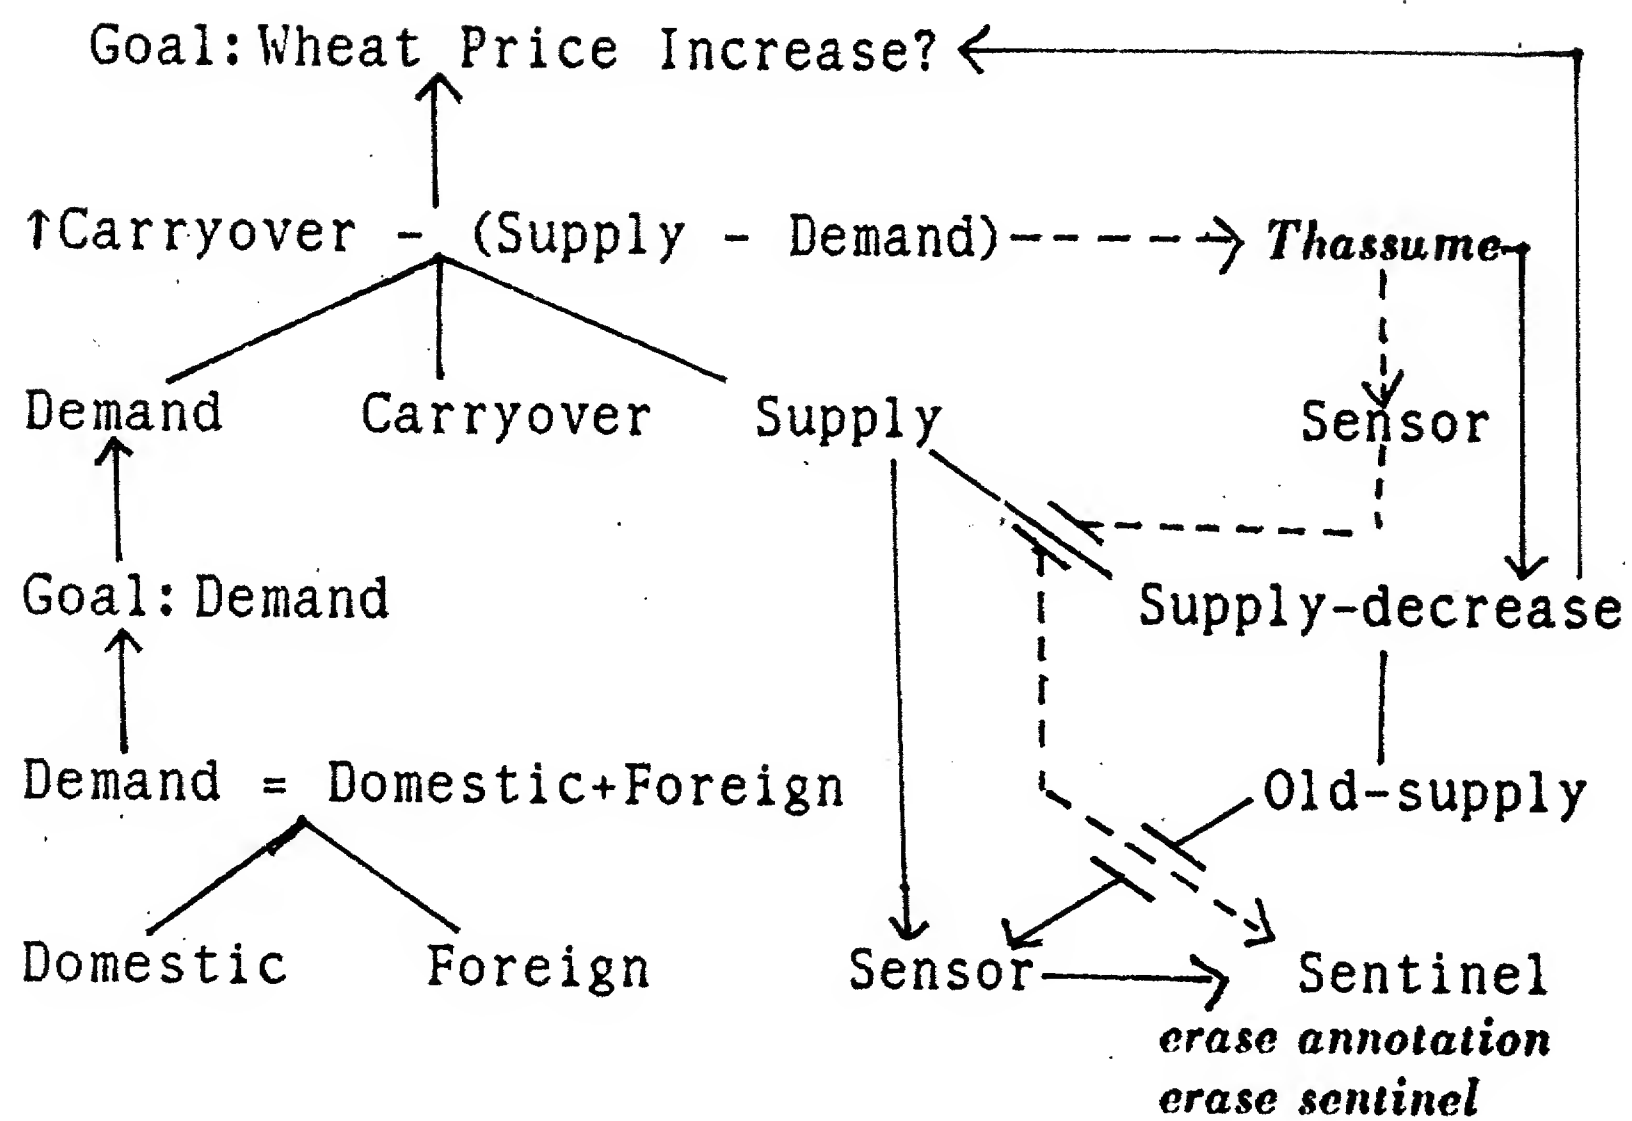 Goal: Wheat Price Increase?
↑Carryover - (Supply - Demand)
Thassume
Demand
Carryover
Supply
Sensor
Goal: Demand
Supply-decrease
Demand = Domestic+Foreign
Old-supply
Domestic
Foreign
Sensor
Sentinel
erase annotation
erase sentinel